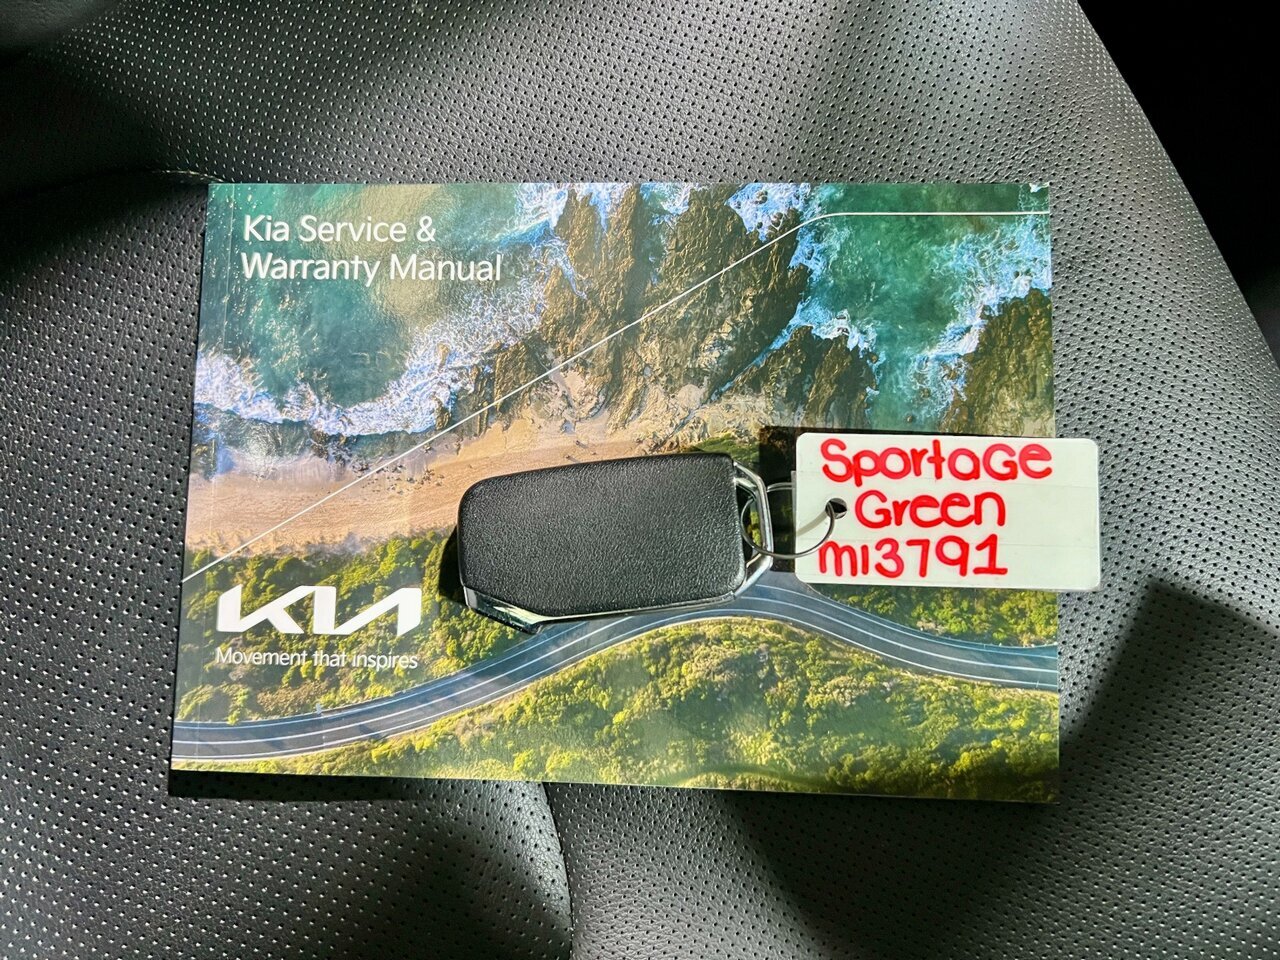 Kia Service &
Warranty Manual
SportaGe
Green
m13791
KIA
Movement that inspires